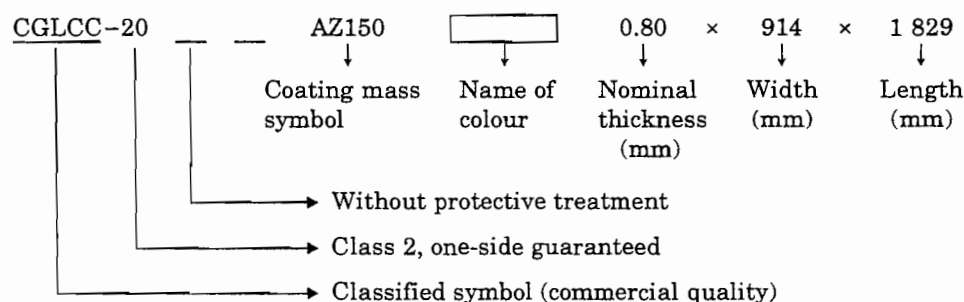 CGLCC-20 _ _ AZ150 0.80 × 914 × 1 829
Coating mass symbol
Name of colour
Nominal thickness (mm)
Width (mm)
Length (mm)
Without protective treatment
Class 2, one-side guaranteed
Classified symbol (commercial quality)